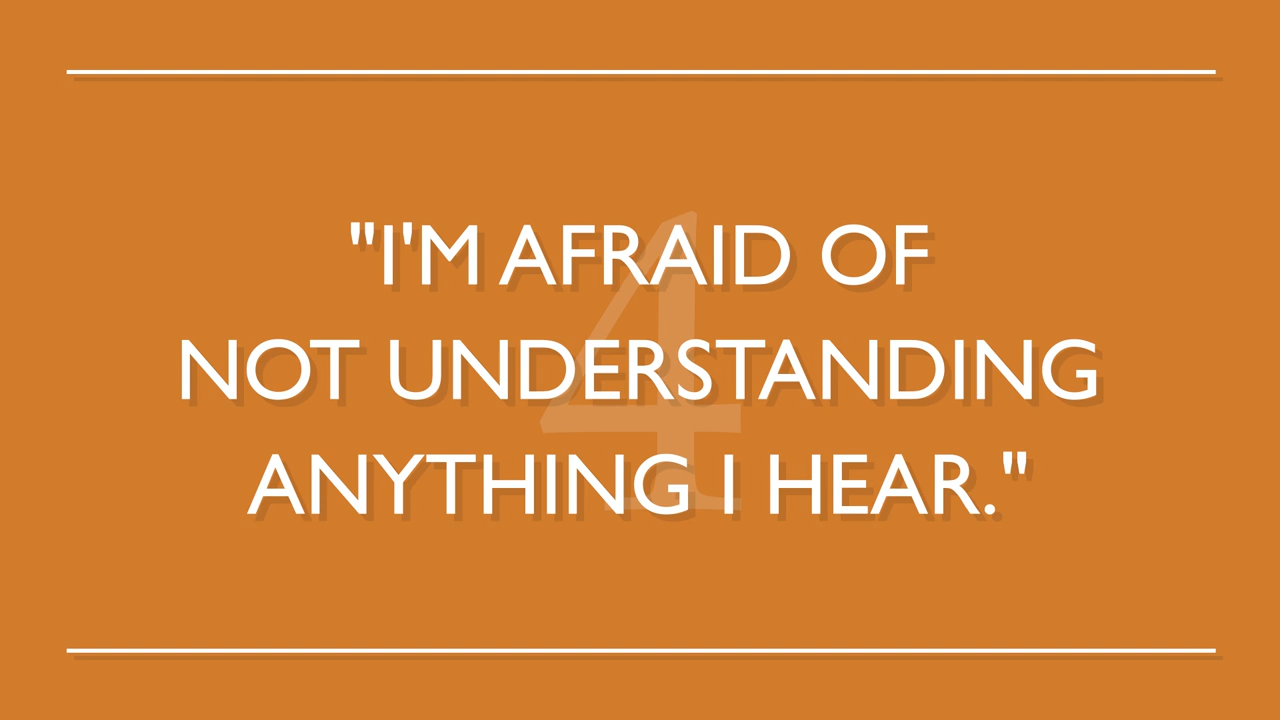 "I'M AFRAID OF
NOT UNDERSTANDING
ANYTHING I HEAR."
4